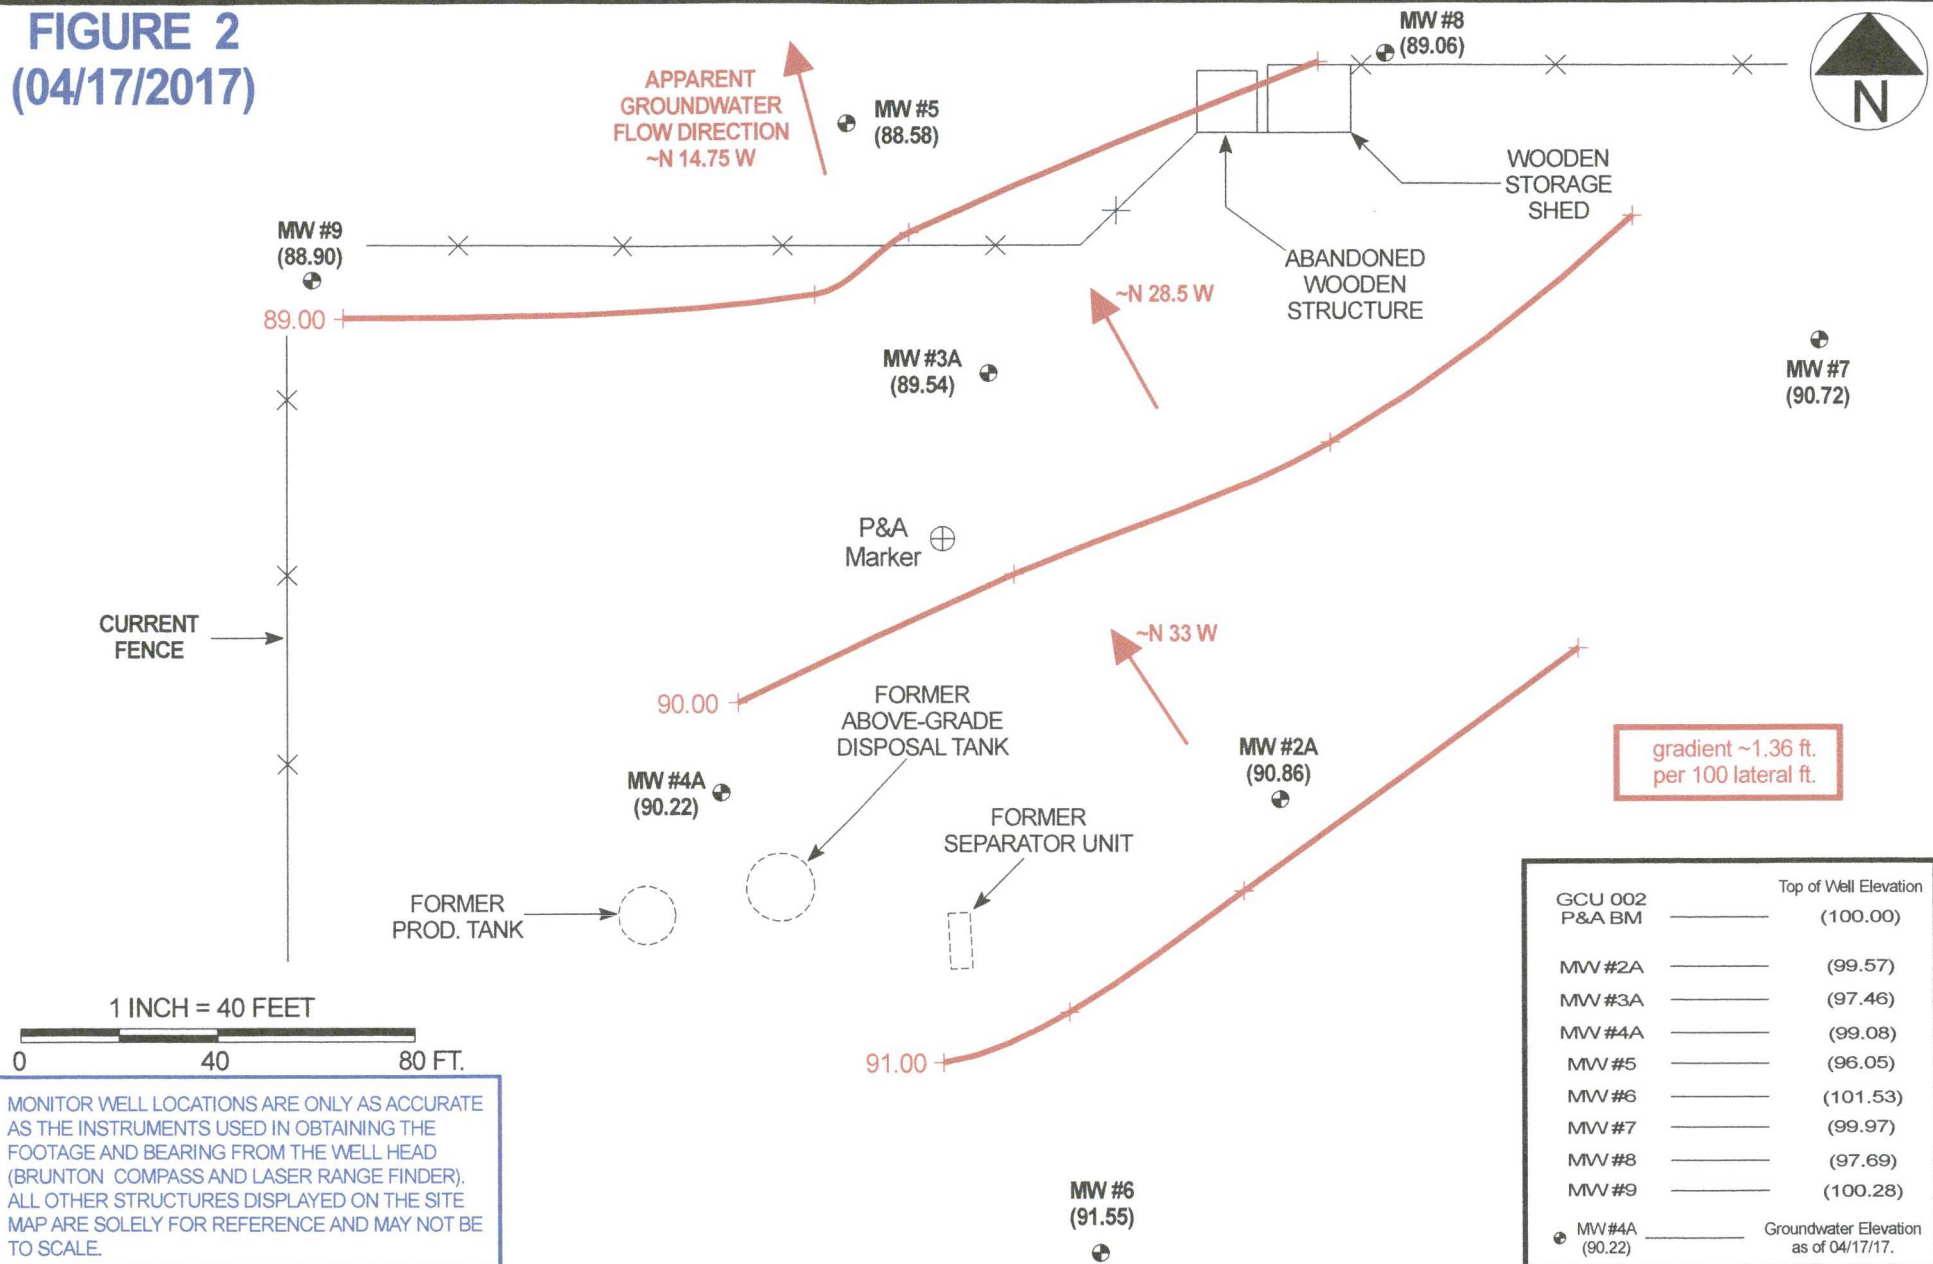 FIGURE 2
(04/17/2017)
APPARENT
GROUNDWATER
FLOW DIRECTION
~N 14.75 W
MW #5
(88.58)
MW #8
(89.06)
N
WOODEN
STORAGE
SHED
ABANDONED
WOODEN
STRUCTURE
MW #9
(88.90)
89.00
~N 28.5 W
MW #3A
(89.54)
MW #7
(90.72)
P&A
Marker
CURRENT
FENCE
~N 33 W
90.00
FORMER
ABOVE-GRADE
DISPOSAL TANK
MW #2A
(90.86)
gradient ~1.36 ft.
per 100 lateral ft.
MW #4A
(90.22)
FORMER
SEPARATOR UNIT
FORMER
PROD. TANK
91.00
1 INCH = 40 FEET
0 40 80 FT.
MONITOR WELL LOCATIONS ARE ONLY AS ACCURATE
AS THE INSTRUMENTS USED IN OBTAINING THE
FOOTAGE AND BEARING FROM THE WELL HEAD
(BRUNTON COMPASS AND LASER RANGE FINDER).
ALL OTHER STRUCTURES DISPLAYED ON THE SITE
MAP ARE SOLELY FOR REFERENCE AND MAY NOT BE
TO SCALE.
MW #6
(91.55)
Top of Well Elevation
GCU 002
P&A BM (100.00)
MW #2A (99.57)
MW #3A (97.46)
MW #4A (99.08)
MW #5 (96.05)
MW #6 (101.53)
MW #7 (99.97)
MW #8 (97.69)
MW #9 (100.28)
MW #4A Groundwater Elevation
(90.22) as of 04/17/17.